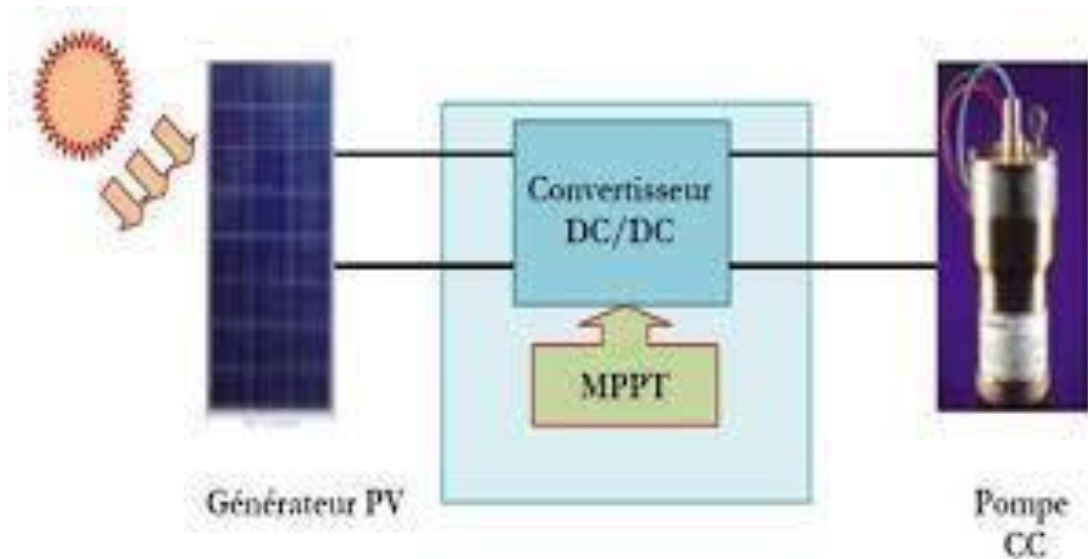 Convertisseur
DC/DC
MPPT
Générateur PV
Pompe
CC